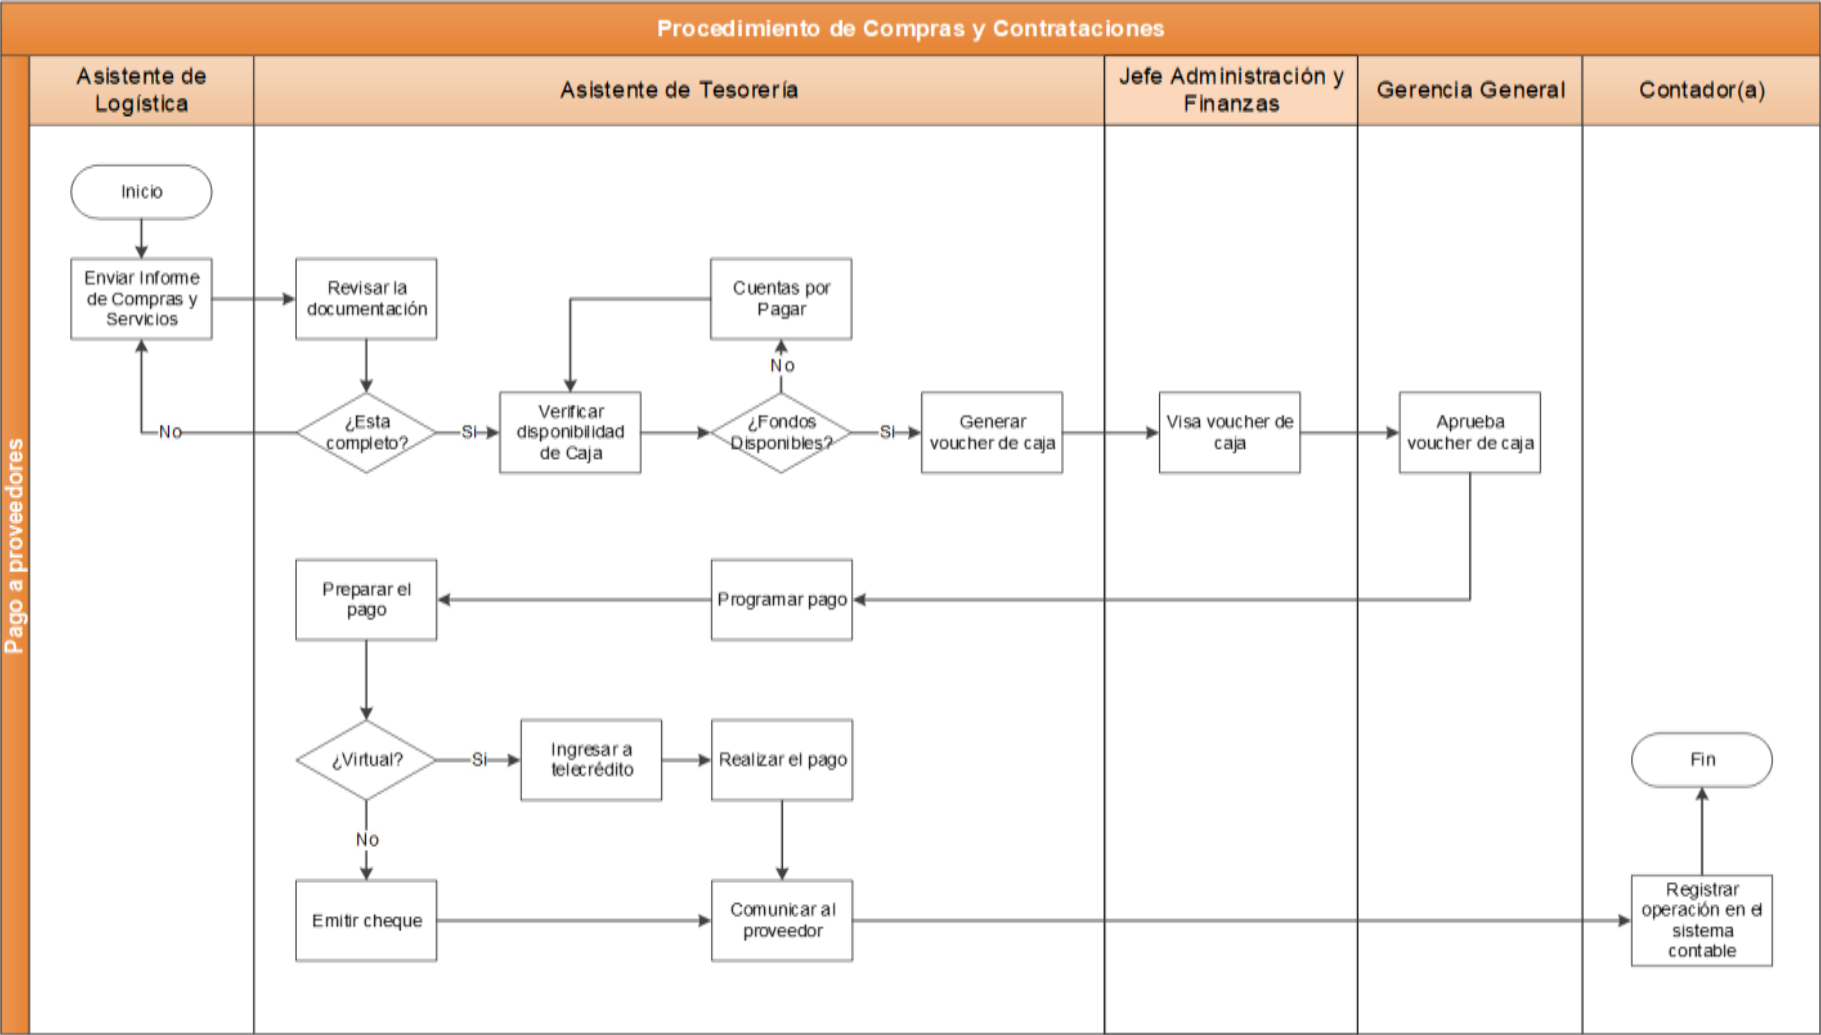 Procedimiento de Compras y Contrataciones
Pago a proveedores
Asistente de
Logística
Asistente de Tesorería
Jefe Administración y
Finanzas
Gerencia General
Contador(a)
Inicio
Enviar Informe
de Compras y
Servicios
Revisar la
documentación
Cuentas por
Pagar
No
No
¿Esta
completo?
Si
Verificar
disponibilidad
de Caja
¿Fondos
Disponibles?
Si
Generar
voucher de caja
Visa voucher de
caja
Aprueba
voucher de caja
Preparar el
pago
Programar pago
¿Virtual?
Si
Ingresar a
telecrédito
Realizar el pago
Fin
No
Emitir cheque
Comunicar al
proveedor
Registrar
operación en el
sistema
contable